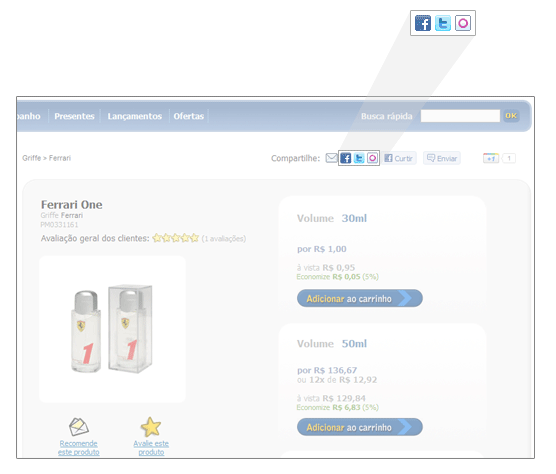 panho Presentes Lançamentos Ofertas Busca rápida OK
Griffe » Ferrari Compartilhe: Curtir Enviar +1 1
Ferrari One
Griffe Ferrari
PM0331161
Avaliação geral dos clientes: (1 avaliações)
1 1
Recomende
este produto
Avalie este
produto
Volume 30ml
por R$ 1,00
à vista R$ 0,95
Economize R$ 0,05 (5%)
Adicionar ao carrinho
Volume 50ml
por R$ 136,67
ou 12x de R$ 12,92
à vista R$ 129,84
Economize R$ 6,83 (5%)
Adicionar ao carrinho